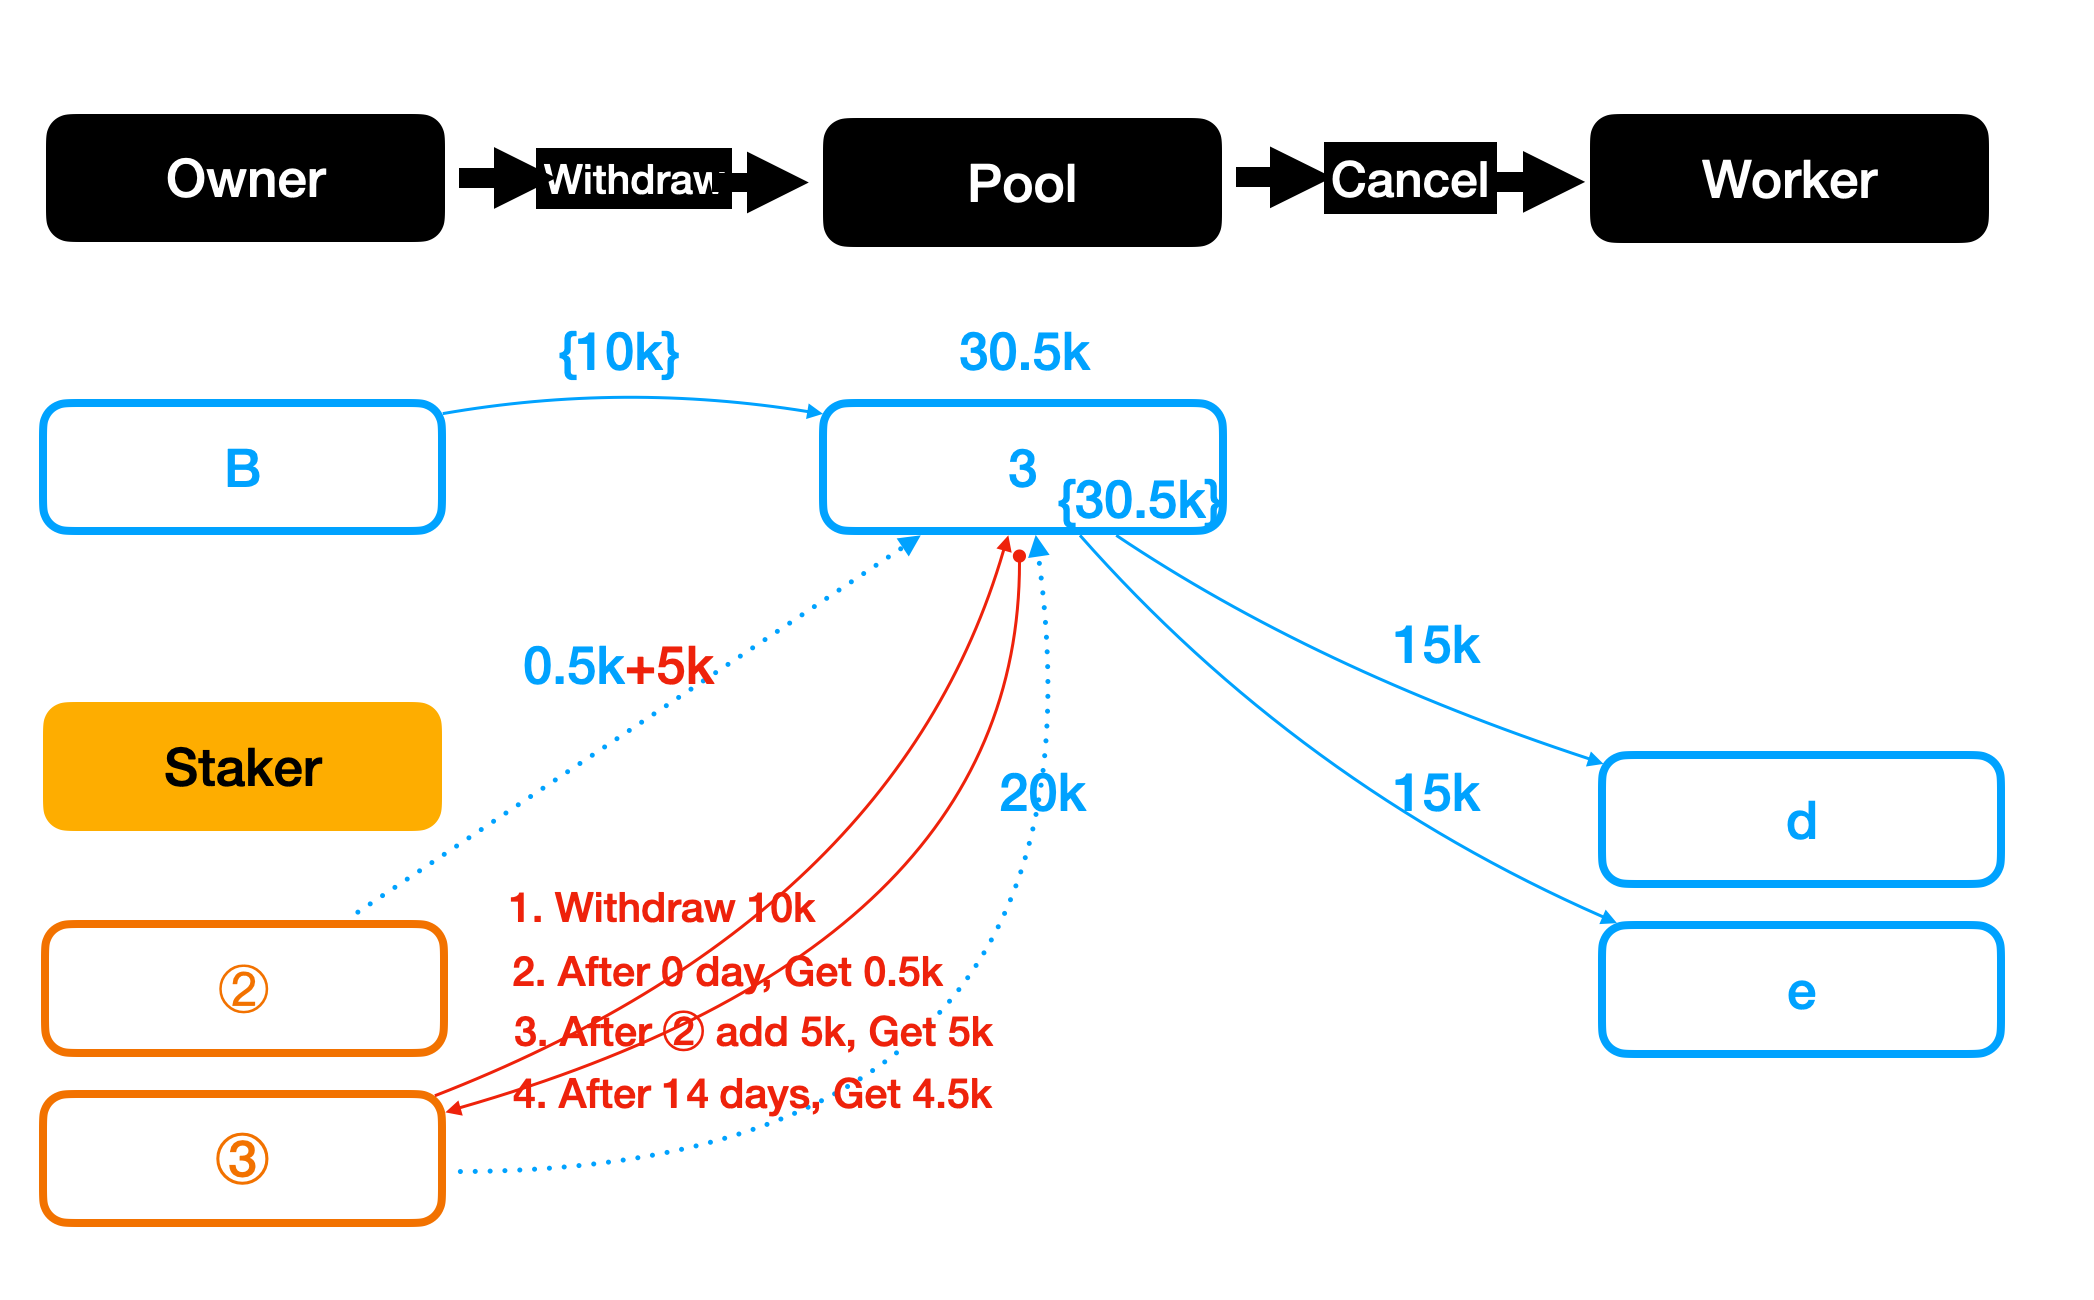 Owner
Withdraw
Pool
Cancel
Worker
{10k}
30.5k
B
3
{30.5k}
0.5k+5k
15k
Staker
20k
15k
d
1. Withdraw 10k
2. After 0 day, Get 0.5k
②
e
3. After ② add 5k, Get 5k
4. After 14 days, Get 4.5k
③